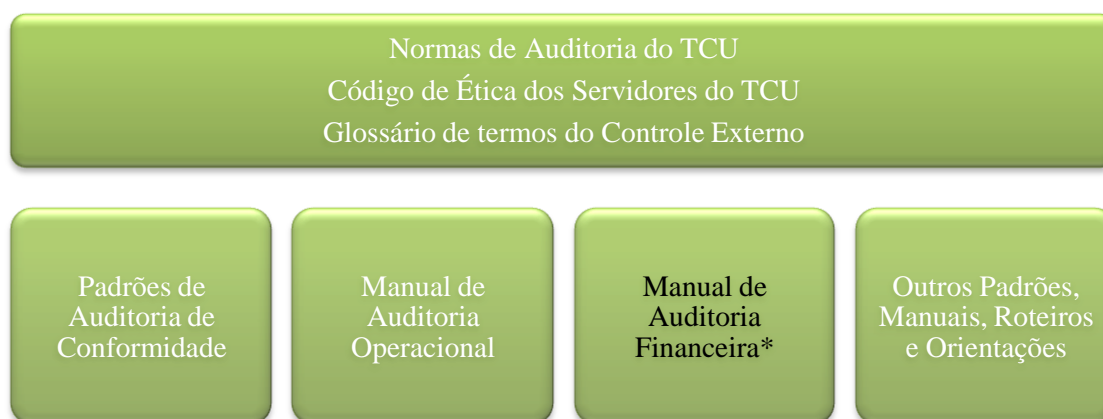 Normas de Auditoria do TCU
Código de Ética dos Servidores do TCU
Glossário de termos do Controle Externo
Padrões de
Auditoria de
Conformidade
Manual de
Auditoria
Operacional
Manual de
Auditoria
Financeira*
Outros Padrões,
Manuais, Roteiros
e Orientações